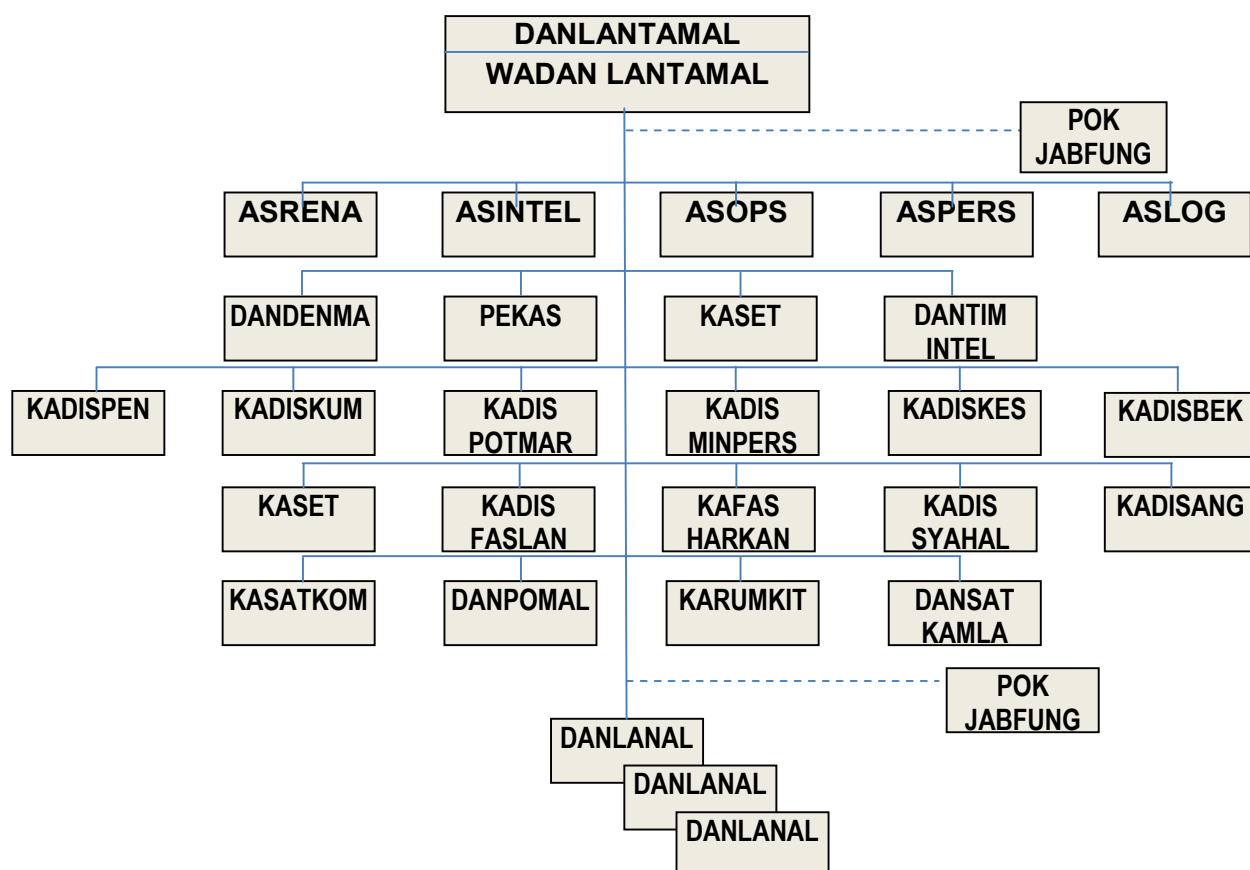 DANLANTAMAL
WADAN LANTAMAL
POK
JABFUNG
ASRENA
ASINTEL
ASOPS
ASPERS
ASLOG
DANDENMA
PEKAS
KASET
DANTIM
INTEL
KADISPEN
KADISKUM
KADIS
POTMAR
KADIS
MINPERS
KADISKES
KADISBEK
KASET
KADIS
FASLAN
KAFAS
HARKAN
KADIS
SYAHAL
KADISANG
KASATKOM
DANPOMAL
KARUMKIT
DANSAT
KAMLA
POK
JABFUNG
DANLANAL
DANLANAL
DANLANAL